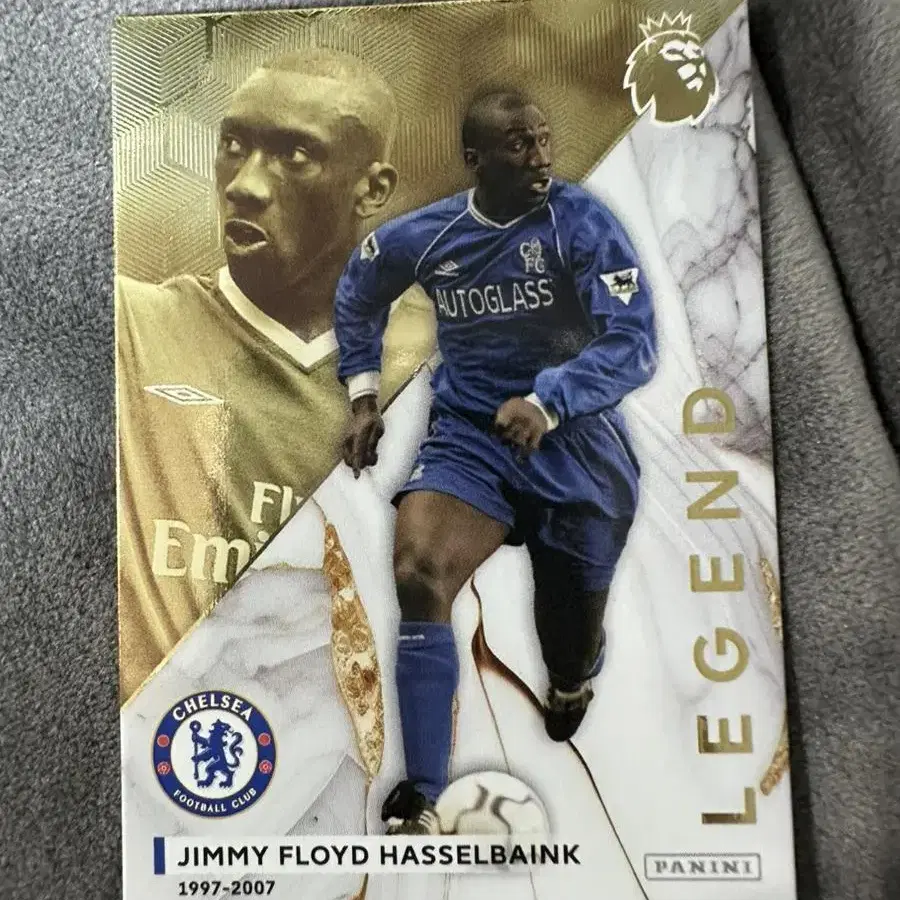 Fly
Emi
CFC
AUTOGLASS
LEGEND
CHELSEA
FOOTBALL CLUB
JIMMY FLOYD HASSELBAINK
1997-2007
PANINI